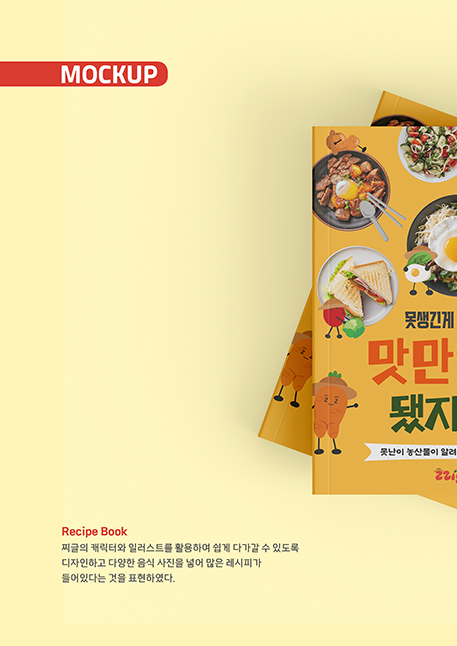 MOCKUP
못생긴게
맛만
됐지
못난이 농산물이 알려
Recipe Book
찌글의 캐릭터와 일러스트를 활용하여 쉽게 다가갈 수 있도록
디자인하고 다양한 음식 사진을 넣어 많은 레시피가
들어있다는 것을 표현하였다.